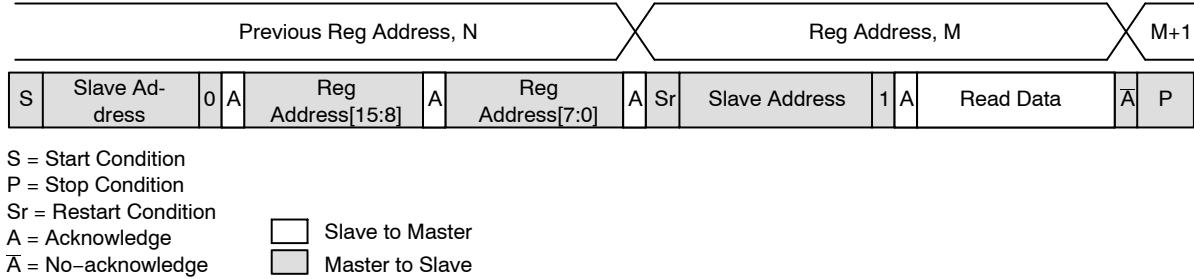 Previous Reg Address, N Reg Address, M M+1
S Slave Ad-
dress 0 A Reg
Address[15:8] A Reg
Address[7:0] A Sr Slave Address 1 A Read Data A̅ P
S = Start Condition
P = Stop Condition
Sr = Restart Condition
A = Acknowledge
A̅ = No−acknowledge
Slave to Master
Master to Slave